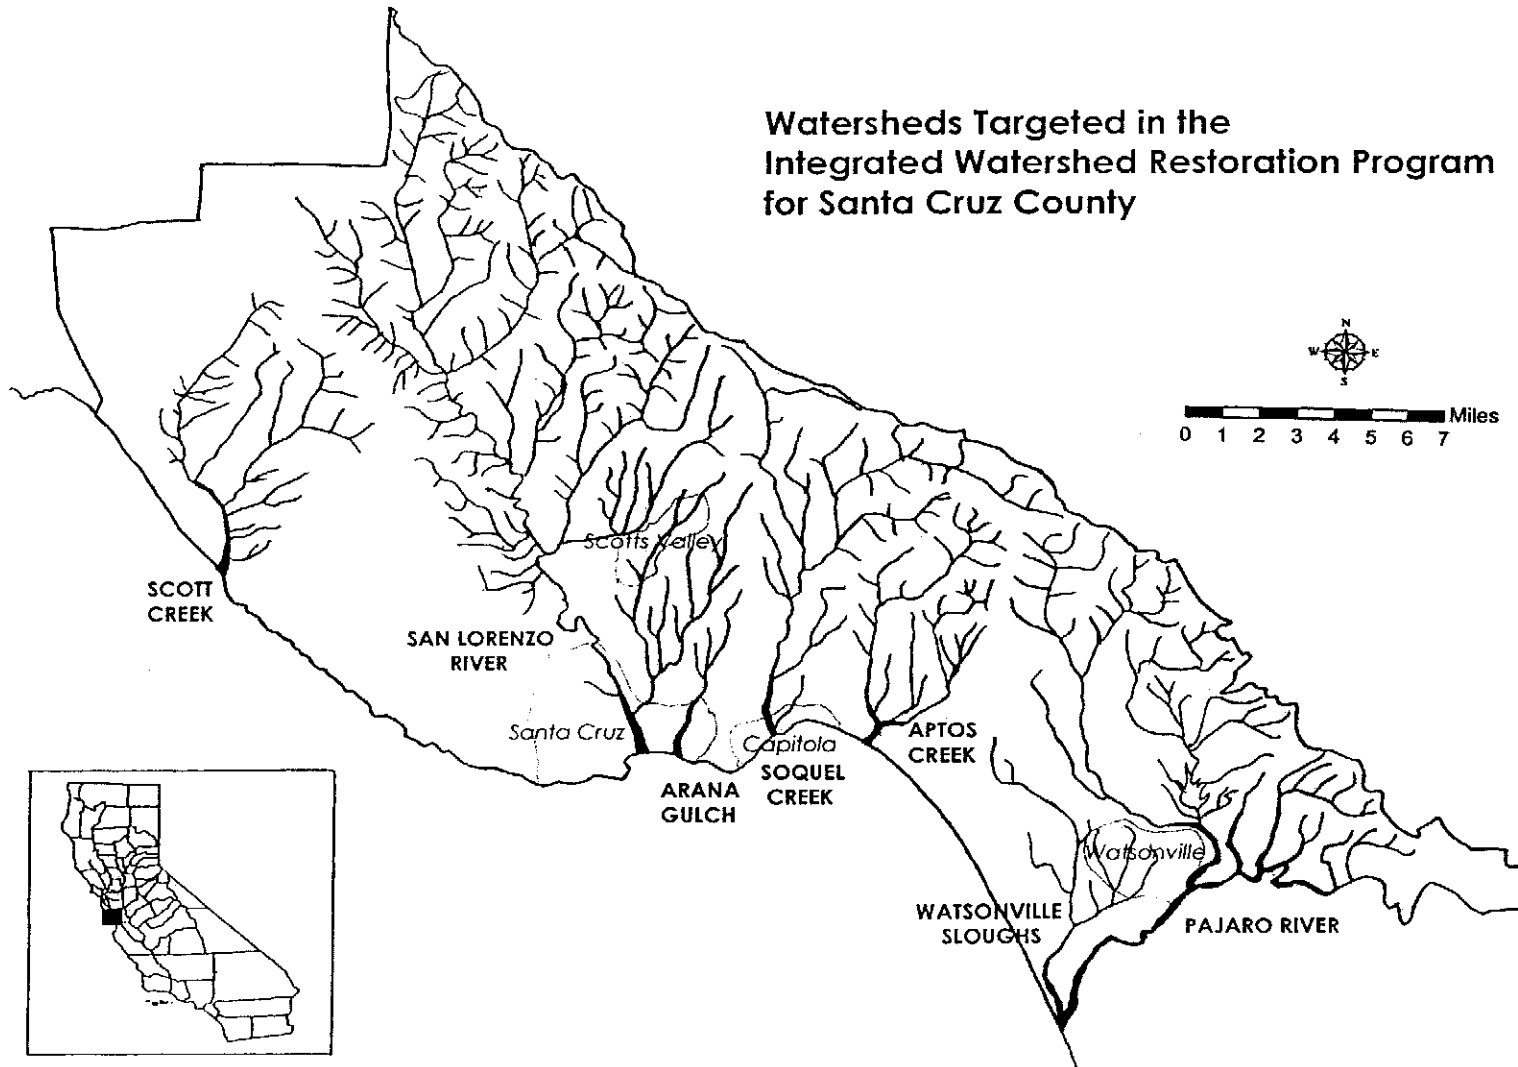 Watersheds Targeted in the
Integrated Watershed Restoration Program
for Santa Cruz County
N
W E
S
Miles
0 1 2 3 4 5 6 7
Scotts Valley
SCOTT
CREEK
SAN LORENZO
RIVER
Santa Cruz
Capitola
APTOS
CREEK
ARANA
GULCH
SOQUEL
CREEK
Watsonville
WATSONVILLE
SLOUGHS
PAJARO RIVER